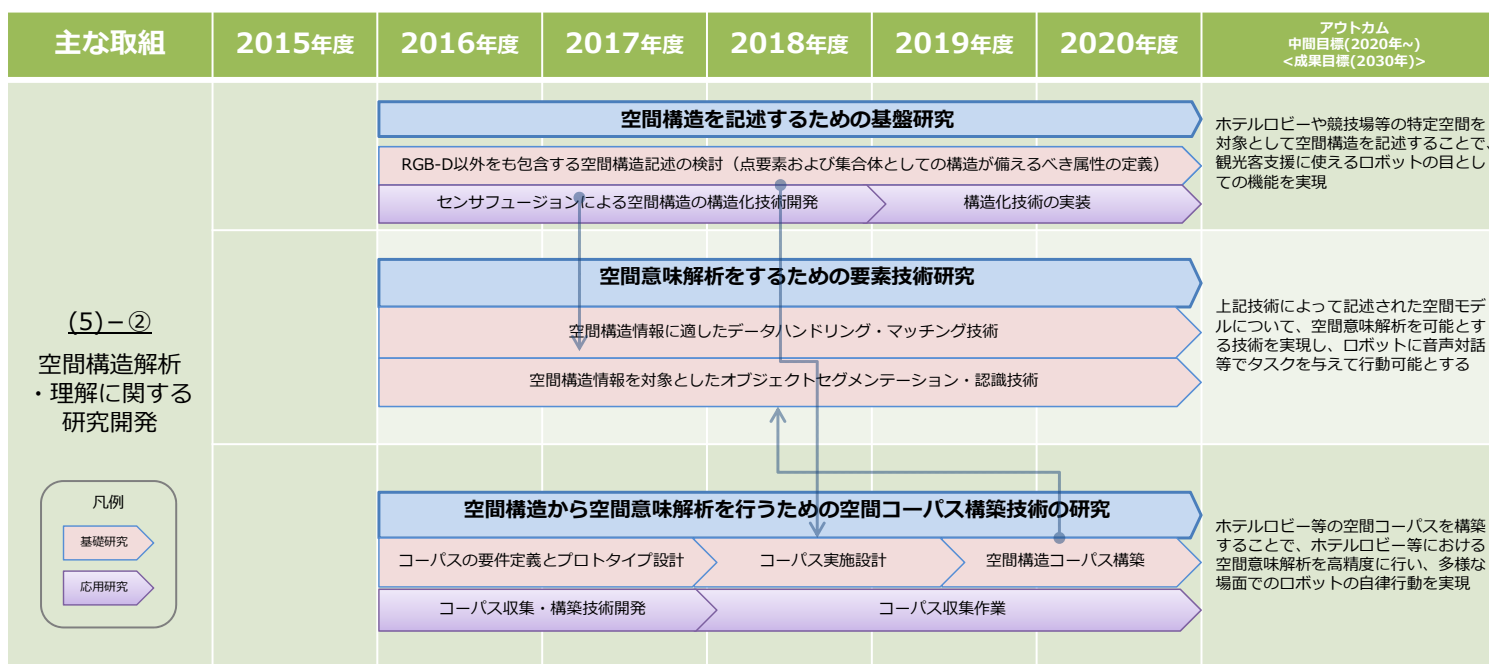 主な取組
2015年度
2016年度
2017年度
2018年度
2019年度
2020年度
アウトカム
中間目標(2020年~)
<成果目標(2030年)>
(5)－②
空間構造解析
・理解に関する
研究開発
凡例
基礎研究
応用研究
空間構造を記述するための基盤研究
RGB-D以外をも包含する空間構造記述の検討（点要素および集合体としての構造が備えるべき属性の定義）
センサフュージョンによる空間構造の構造化技術開発
構造化技術の実装
ホテルロビーや競技場等の特定空間を
対象として空間構造を記述することで、
観光客支援に使えるロボットの目とし
ての機能を実現
空間意味解析をするための要素技術研究
空間構造情報に適したデータハンドリング・マッチング技術
空間構造情報を対象としたオブジェクトセグメンテーション・認識技術
上記技術によって記述された空間モデ
ルについて、空間意味解析を可能とす
る技術を実現し、ロボットに音声対話
等でタスクを与えて行動可能とする
空間構造から空間意味解析を行うための空間コーパス構築技術の研究
コーパスの要件定義とプロトタイプ設計
コーパス実施設計
空間構造コーパス構築
コーパス収集・構築技術開発
コーパス収集作業
ホテルロビー等の空間コーパスを構築
することで、ホテルロビー等における
空間意味解析を高精度に行い、多様な
場面でのロボットの自律行動を実現